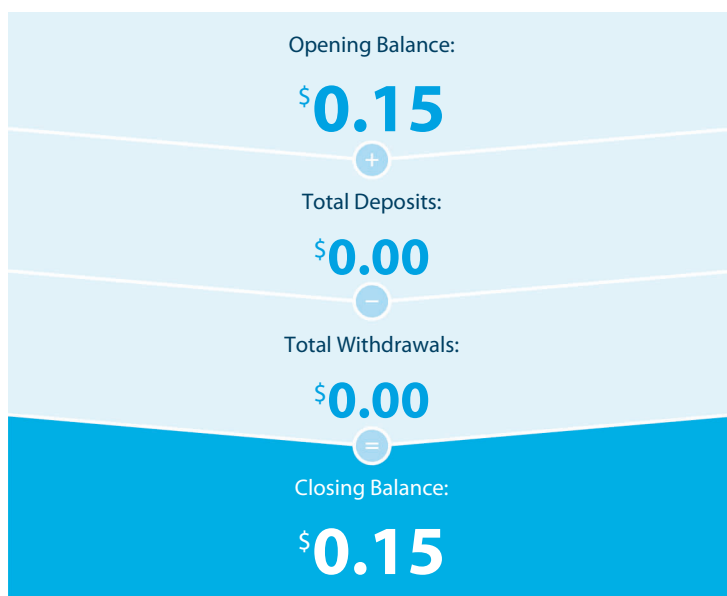 Opening Balance:
$0.15
+
Total Deposits:
$0.00
−
Total Withdrawals:
$0.00
=
Closing Balance:
$0.15